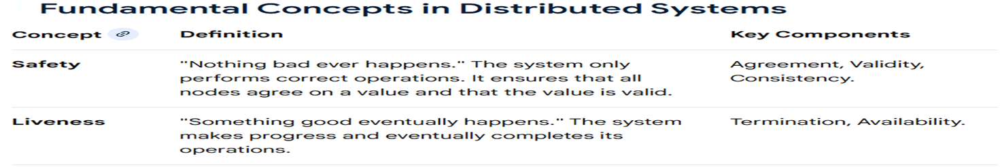 Fundamental Concepts in Distributed Systems
Concept Definition Key Components
Safety "Nothing bad ever happens." The system only Agreement, Validity,
performs correct operations. It ensures that all Consistency.
nodes agree on a value and that the value is valid.
Liveness "Something good eventually happens." The system Termination, Availability.
makes progress and eventually completes its
operations.